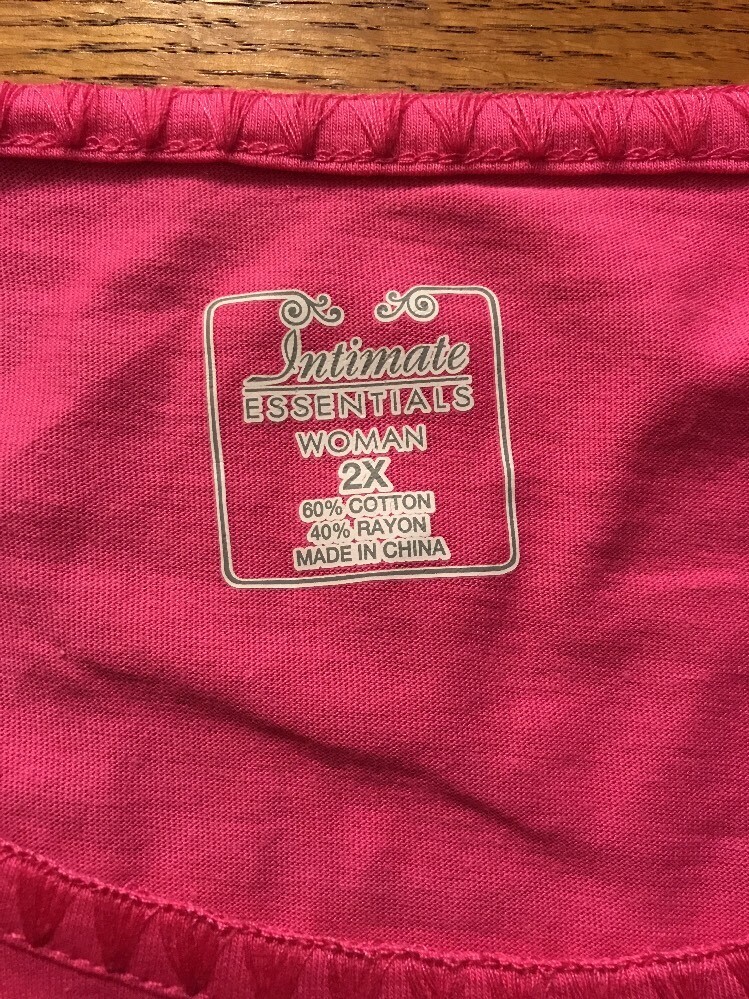 Intimate
ESSENTIALS
WOMAN
2X
60% COTTON
40% RAYON
MADE IN CHINA